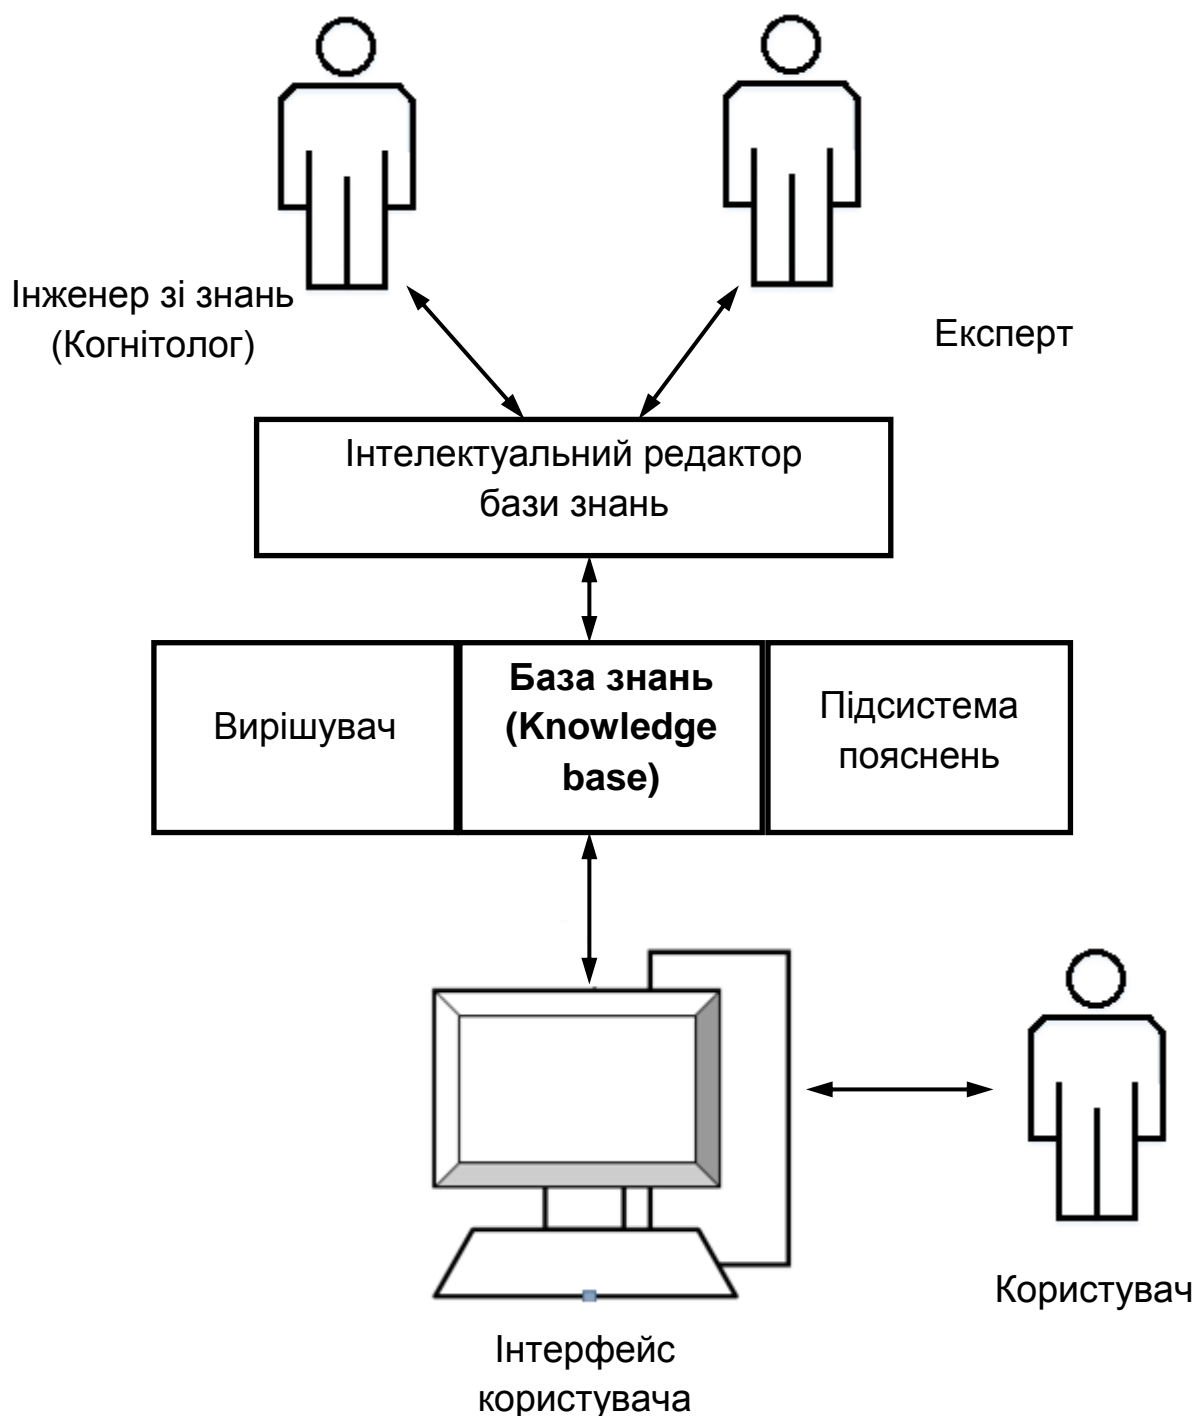 Інженер зі знань
(Когнітолог)
Експерт
Інтелектуальний редактор
бази знань
Вирішувач
База знань
(Knowledge
base)
Підсистема
пояснень
Користувач
Інтерфейс
користувача